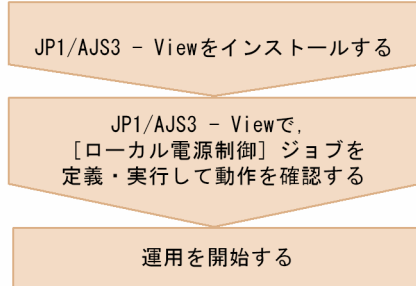 JP1/AJS3 - Viewをインストールする
JP1/AJS3 - Viewで,
［ローカル電源制御］ジョブを
定義・実行して動作を確認する
運用を開始する